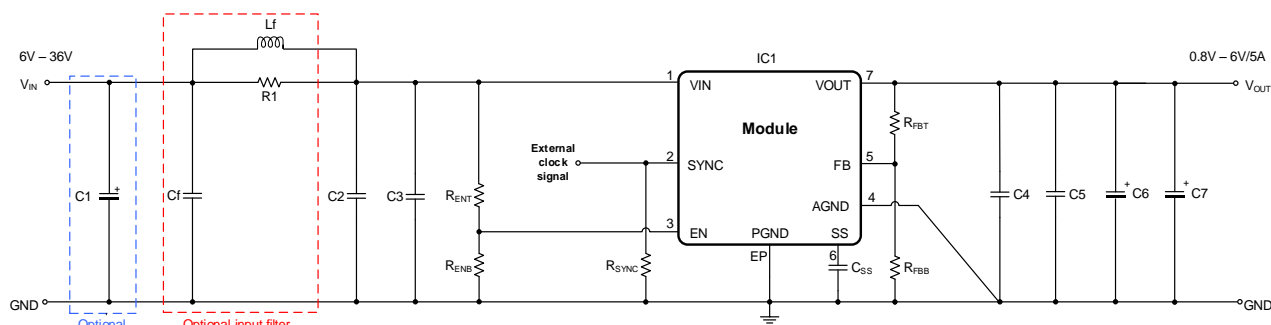 Lf
6V – 36V
IC1
0.8V – 6V/5A
VIN
R1
1
VIN
VOUT
7
VOUT
Module
RFBT
External
clock
signal
2
SYNC
FB
5
C1
+
Cf
C2
C3
RENT
AGND
4
C4
C5
+
C6
+
C7
3
EN
PGND
SS
RENB
RSYNC
EP
6
CSS
RFBB
GND
GND
Optional
Optional input filter